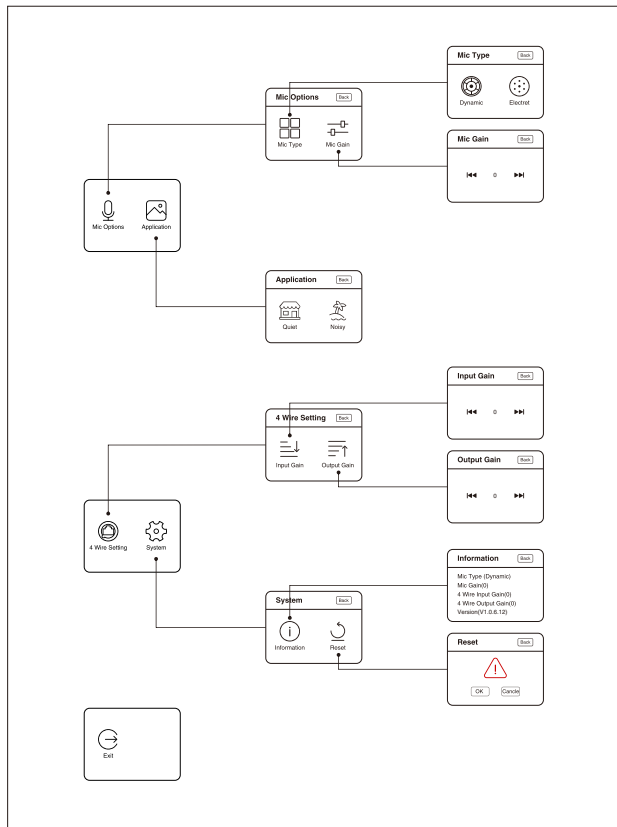 Mic Type Back
Dynamic Electret
Mic Options Back
Mic Type Mic Gain
Mic Gain Back
0
Mic Options Application
Application Back
Quiet Noisy
Input Gain Back
0
4 Wire Setting Back
Input Gain Output Gain
Output Gain Back
0
4 Wire Setting System
Information Back
Mic Type (Dynamic)
Mic Gain(0)
4 Wire Input Gain(0)
4 Wire Output Gain(0)
Version(V1.0.6.12)
System Back
Information Reset
Reset Back
OK Cancle
Exit